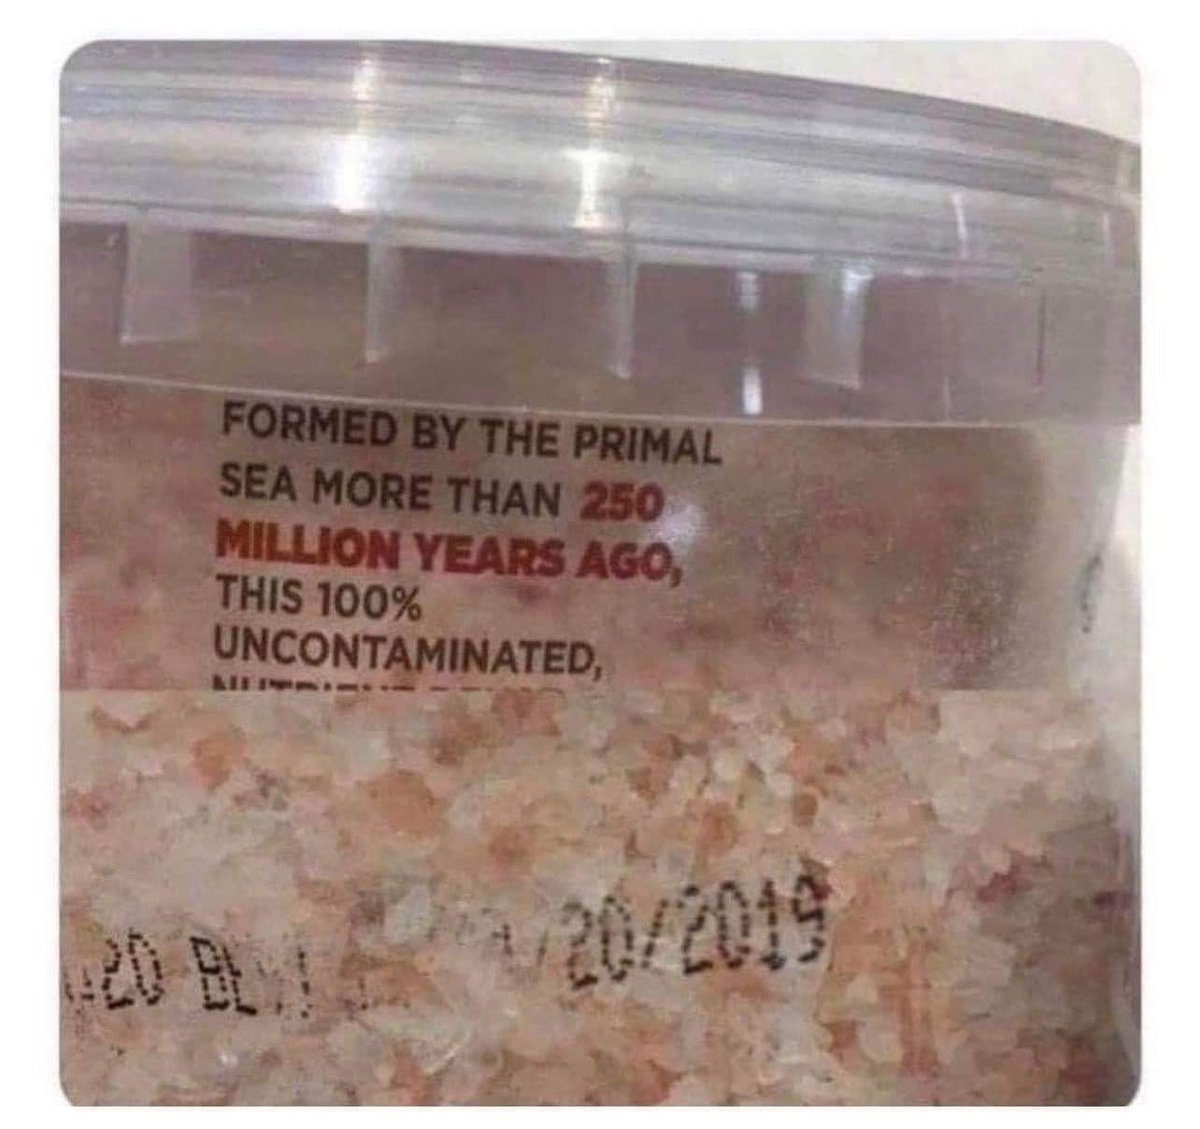 FORMED BY THE PRIMAL
SEA MORE THAN 250
MILLION YEARS AGO,
THIS 100%
UNCONTAMINATED,
20/2019